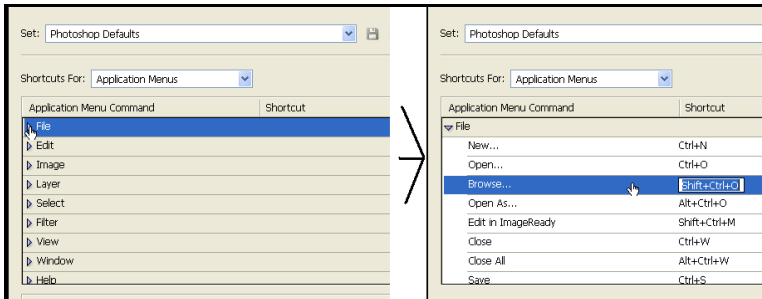 Set: Photoshop Defaults
Shortcuts For: Application Menus
Application Menu Command Shortcut
File
Edit
Image
Layer
Select
Filter
View
Window
Help
Set: Photoshop Defaults
Shortcuts For: Application Menus
Application Menu Command Shortcut
File
New... Ctrl+N
Open... Ctrl+O
Browse... Shift+Ctrl+O
Open As... Alt+Ctrl+O
Edit in ImageReady Shift+Ctrl+M
Close Ctrl+W
Close All Alt+Ctrl+W
Save Ctrl+S